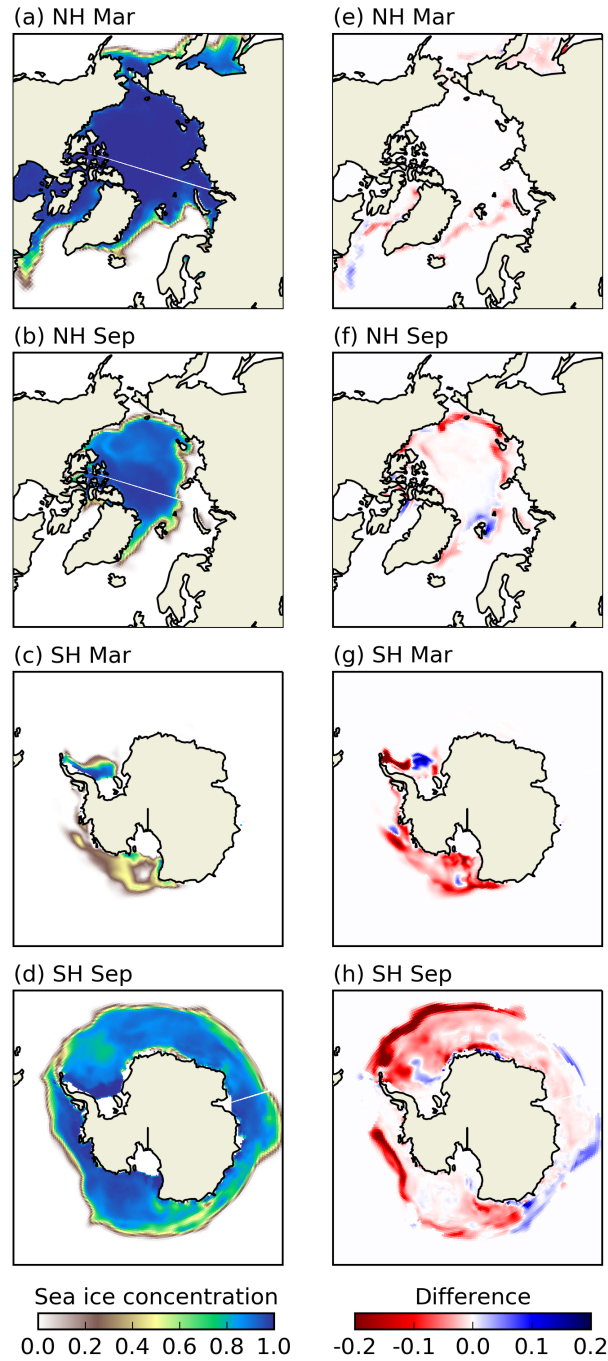 (a) NH Mar
(e) NH Mar
(b) NH Sep
(f) NH Sep
(c) SH Mar
(g) SH Mar
(d) SH Sep
(h) SH Sep
Sea ice concentration
0.0 0.2 0.4 0.6 0.8 1.0
Difference
-0.2 -0.1 0.0 0.1 0.2